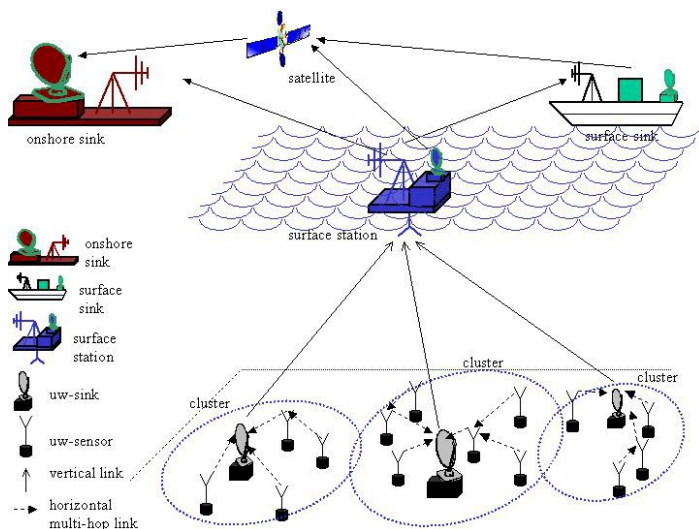 satellite
onshore sink
surface sink
surface station
onshore
sink
surface
sink
surface
station
uw-sink
uw-sensor
vertical link
horizontal
multi-hop link
cluster
cluster
cluster